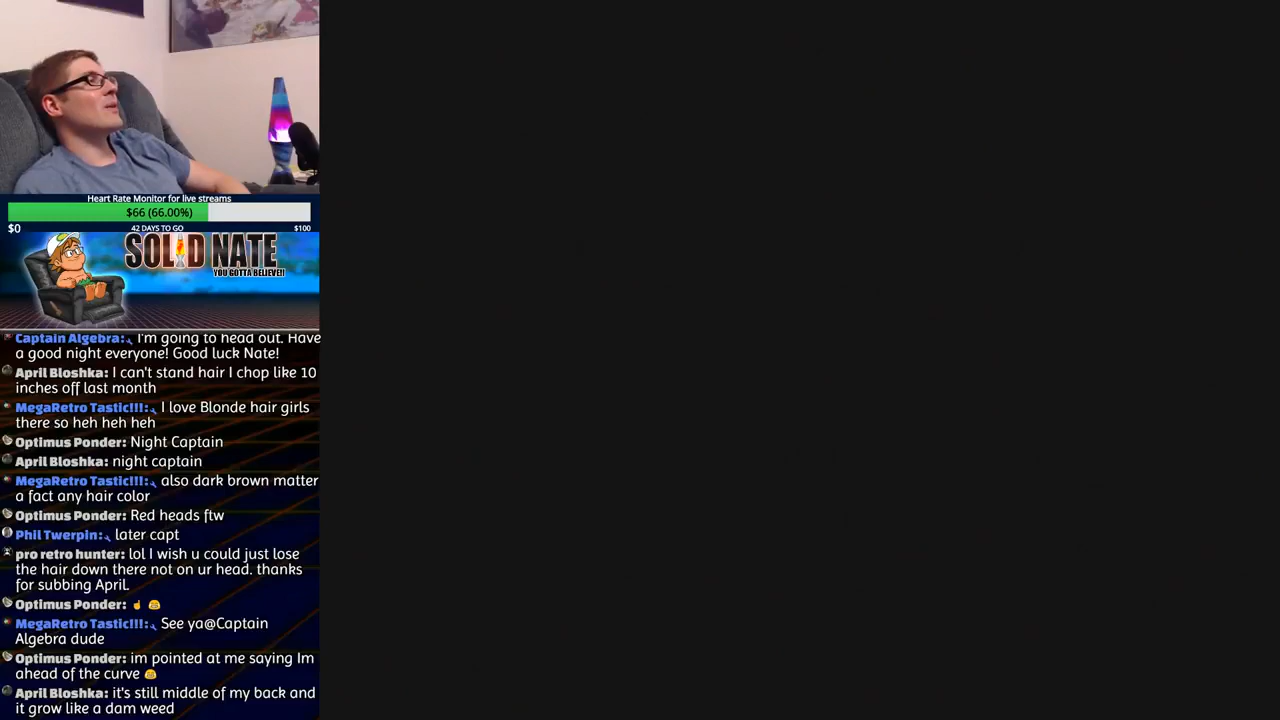 Heart Rate Monitor for live streams
$66 (66.00%)
$0 42 DAYS TO GO $100
SOLID NATE
YOU GOTTA BELIEVE!!
Captain Algebra: I'm going to head out. Have
a good night everyone! Good luck Nate!
April Bloshka: I can't stand hair I chop like 10
inches off last month
MegaRetro Tastic!!!: I love Blonde hair girls
there so heh heh heh
Optimus Ponder: Night Captain
April Bloshka: night captain
MegaRetro Tastic!!!: also dark brown matter
a fact any hair color
Optimus Ponder: Red heads ftw
Phil Twerpin: later capt
pro retro hunter: lol I wish u could just lose
the hair down there not on ur head. thanks
for subbing April.
Optimus Ponder: ☝ 😂
MegaRetro Tastic!!!: See ya@Captain
Algebra dude
Optimus Ponder: im pointed at me saying Im
ahead of the curve 😂
April Bloshka: it's still middle of my back and
it grow like a dam weed